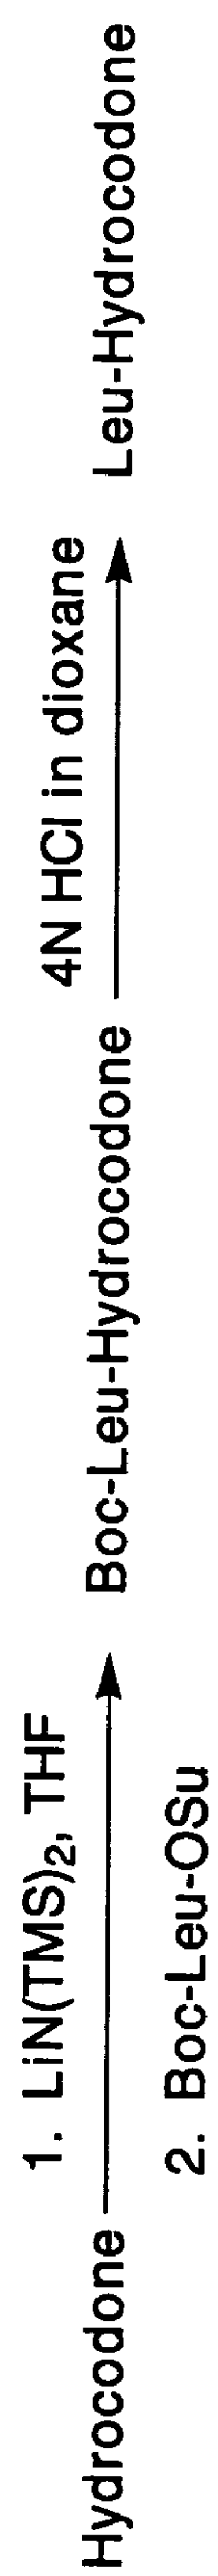 1. LiN(TMS)2, THF
Hydrocodone
2. Boc-Leu-OSu
Boc-Leu-Hydrocodone
4N HCl in dioxane
Leu-Hydrocodone